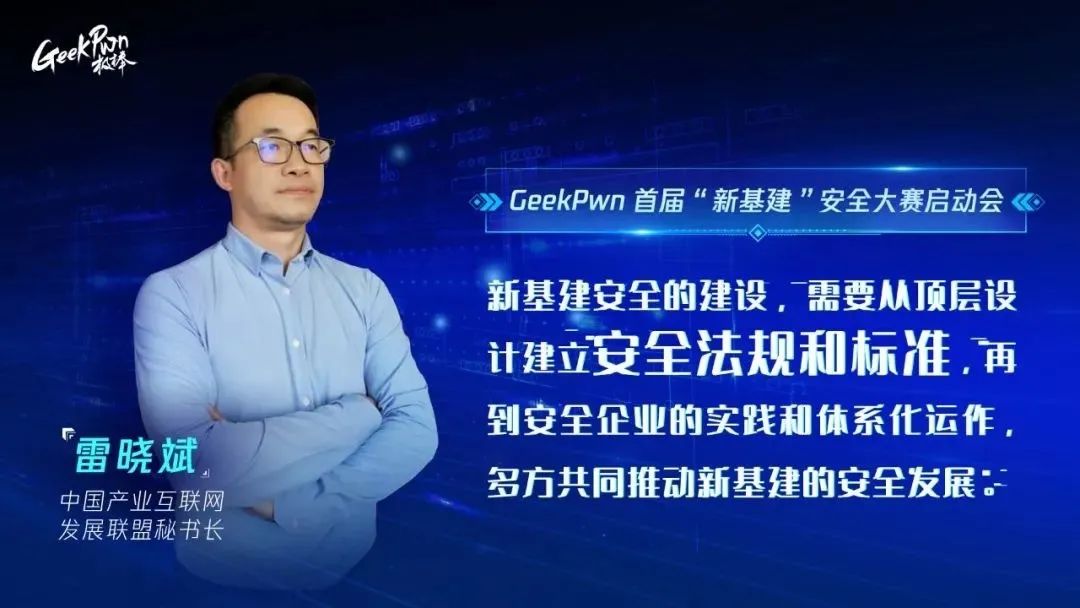 GeekPwn
极棒
GeekPwn 首届“新基建”安全大赛启动会
新基建安全的建设，需要从顶层设
计建立安全法规和标准，再
到安全企业的实践和体系化运作，
多方共同推动新基建的安全发展。
雷晓斌
中国产业互联网
发展联盟秘书长